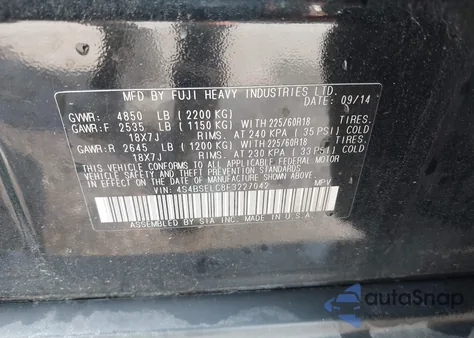 MFD BY FUJI HEAVY INDUSTRIES LTD.
DATE: 09/14
GVWR: 4850 LB (2200 KG)
GAWR:F 2535 LB (1150 KG) WITH 225/60R18 TIRES.
18X7J RIMS. AT 240 KPA (35 PSI) COLD
GAWR:R 2645 LB (1200 KG) WITH 225/60R18 TIRES.
18X7J RIMS. AT 230 KPA (33 PSI) COLD
THIS VEHICLE CONFORMS TO ALL APPLICABLE
FEDERAL MOTOR VEHICLE SAFETY AND
THEFT PREVENTION STANDARDS IN EFFECT ON THE
DATE OF MANUFACTURE SHOWN ABOVE.
VIN: 4S4BSELC8F3227042 MPV
ASSEMBLED BY SIA INC. MADE IN U.S.A.
autoSnap